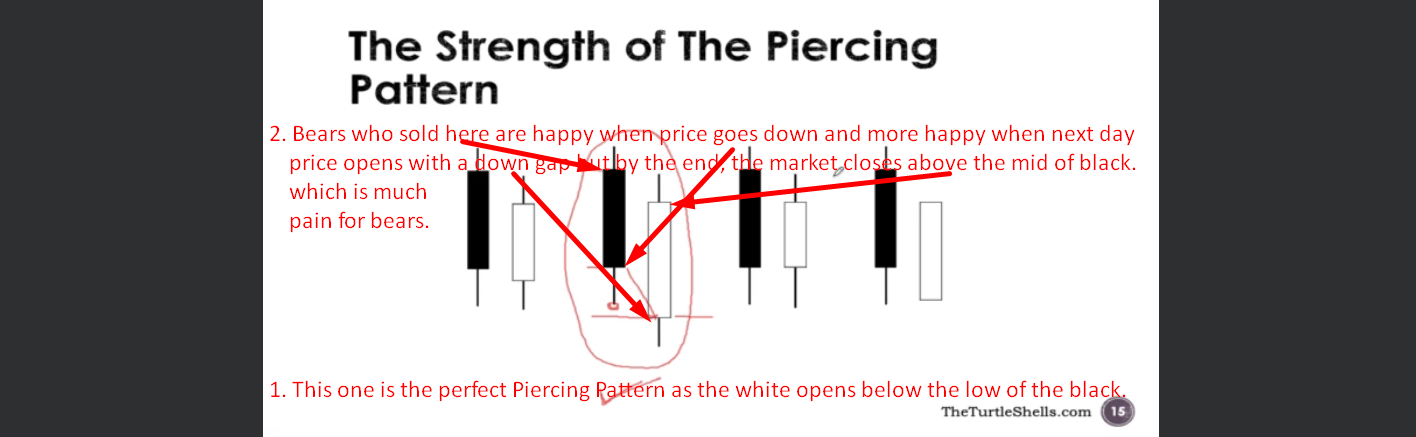 The Strength of The Piercing
Pattern
2. Bears who sold here are happy when price goes down and more happy when next day
price opens with a down gap but by the end, the market closes above the mid of black.
which is much
pain for bears.
1. This one is the perfect Piercing Pattern as the white opens below the low of the black.
TheTurtleShells.com 15